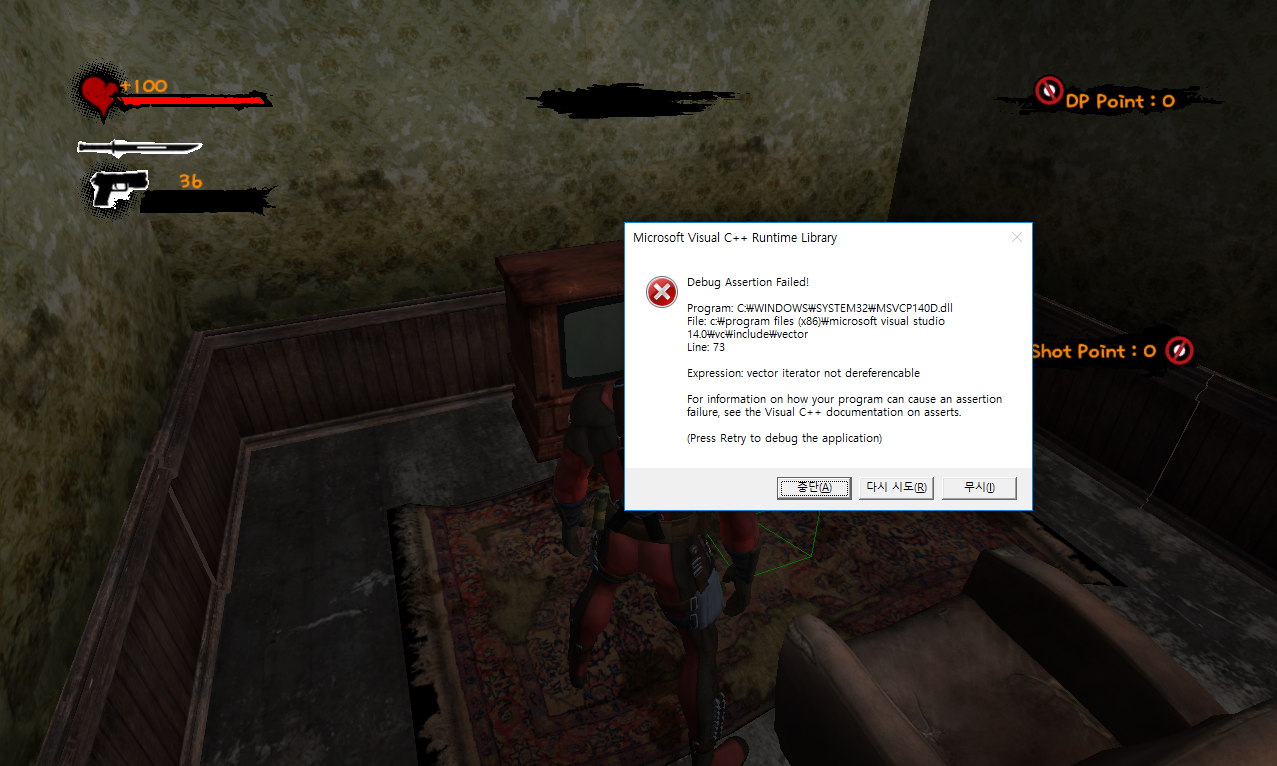 +100
DP Point : 0
36
Microsoft Visual C++ Runtime Library
Debug Assertion Failed!
Program: C:₩WINDOWS₩SYSTEM32₩MSVCP140D.dll
File: c:₩program files (x86)₩microsoft visual studio
14.0₩vc₩include₩vector
Line: 73
Expression: vector iterator not dereferencable
For information on how your program can cause an assertion
failure, see the Visual C++ documentation on asserts.
(Press Retry to debug the application)
중단(A) 다시 시도(R) 무시(I)
Shot Point : 0